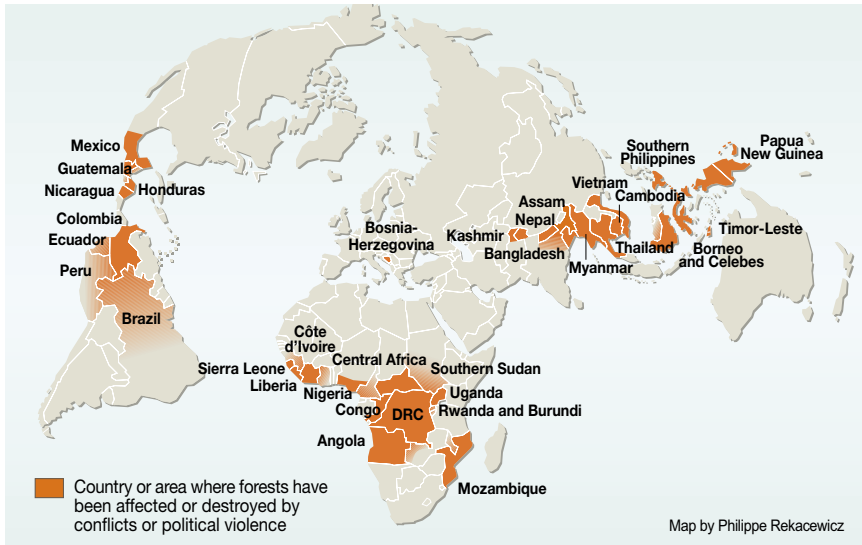 Mexico
Guatemala
Nicaragua
Honduras
Colombia
Ecuador
Peru
Brazil
Bosnia-
Herzegovina
Côte
d'Ivoire
Sierra Leone
Liberia
Nigeria
Central Africa
Southern Sudan
Uganda
Congo
DRC
Rwanda and Burundi
Angola
Mozambique
Kashmir
Assam
Nepal
Bangladesh
Myanmar
Vietnam
Cambodia
Thailand
Southern
Philippines
Papua
New Guinea
Timor-Leste
Borneo
and Celebes
Country or area where forests have
been affected or destroyed by
conflicts or political violence
Map by Philippe Rekacewicz